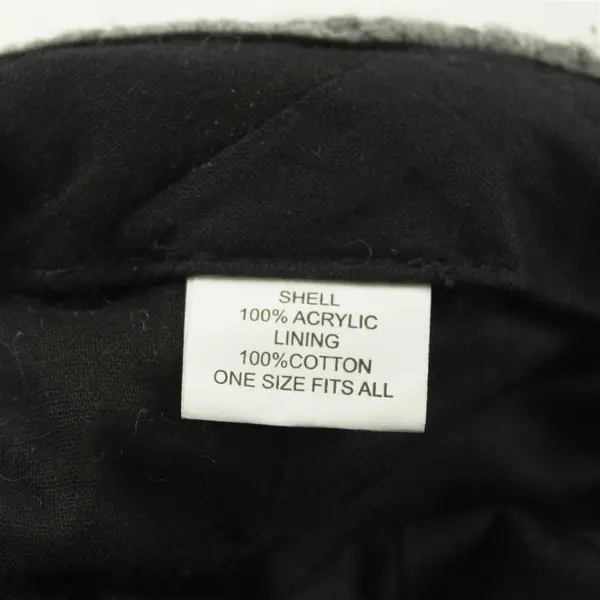 SHELL
100% ACRYLIC
LINING
100%COTTON
ONE SIZE FITS ALL